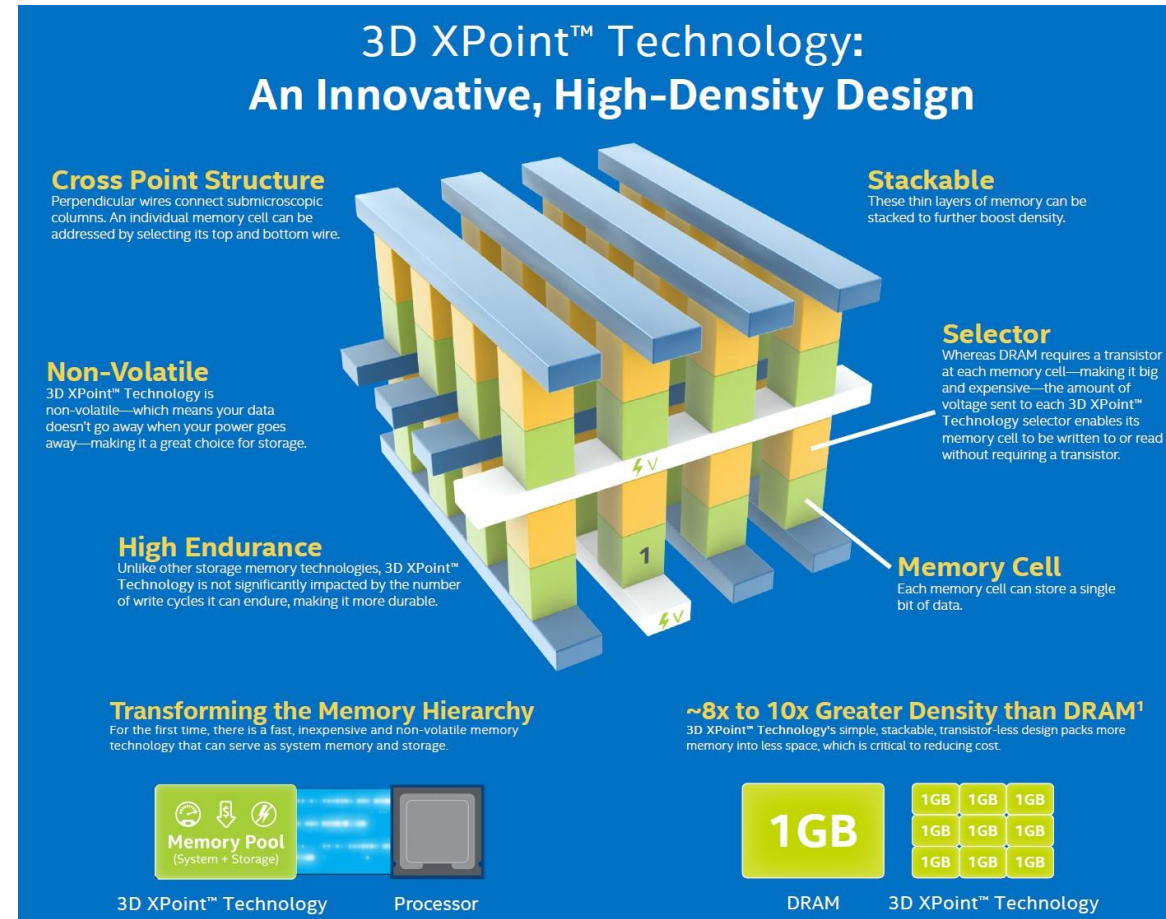 3D XPoint™ Technology:
An Innovative, High-Density Design
Cross Point Structure
Perpendicular wires connect submicroscopic
columns. An individual memory cell can be
addressed by selecting its top and bottom wire.
Stackable
These thin layers of memory can be
stacked to further boost density.
Non-Volatile
3D XPoint™ Technology is
non-volatile—which means your data
doesn't go away when your power goes
away—making it a great choice for storage.
Selector
Whereas DRAM requires a transistor
at each memory cell—making it big
and expensive—the amount of
voltage sent to each 3D XPoint™
Technology selector enables its
memory cell to be written to or read
without requiring a transistor.
V
High Endurance
Unlike other storage memory technologies, 3D XPoint™
Technology is not significantly impacted by the number
of write cycles it can endure, making it more durable.
1
V
Memory Cell
Each memory cell can store a single
bit of data.
Transforming the Memory Hierarchy
For the first time, there is a fast, inexpensive and non-volatile memory
technology that can serve as system memory and storage.
~8x to 10x Greater Density than DRAM¹
3D XPoint™ Technology's simple, stackable, transistor-less design packs more
memory into less space, which is critical to reducing cost.
$
Memory Pool
(System + Storage)
3D XPoint™ Technology
Processor
1GB
1GB 1GB 1GB
1GB 1GB 1GB
1GB 1GB 1GB
DRAM
3D XPoint™ Technology